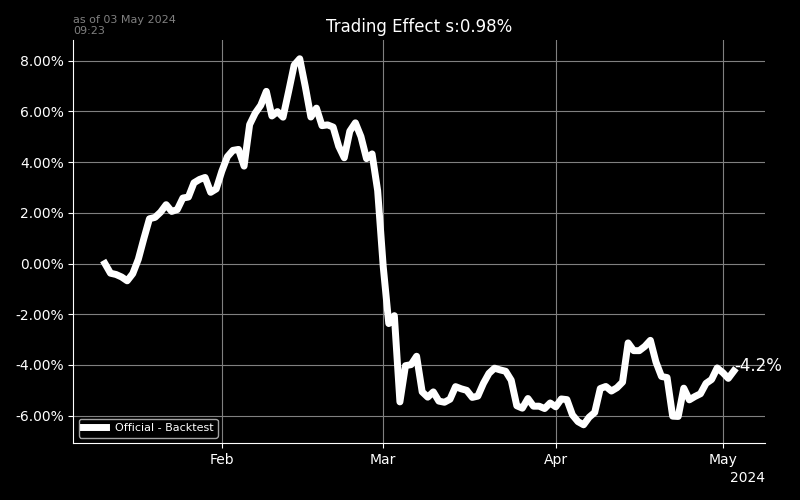 as of 03 May 2024
09:23
Trading Effect s:0.98%
8.00%
6.00%
4.00%
2.00%
0.00%
-2.00%
-4.00%
-6.00%
-4.2%
Official - Backtest
Feb
Mar
Apr
May
2024